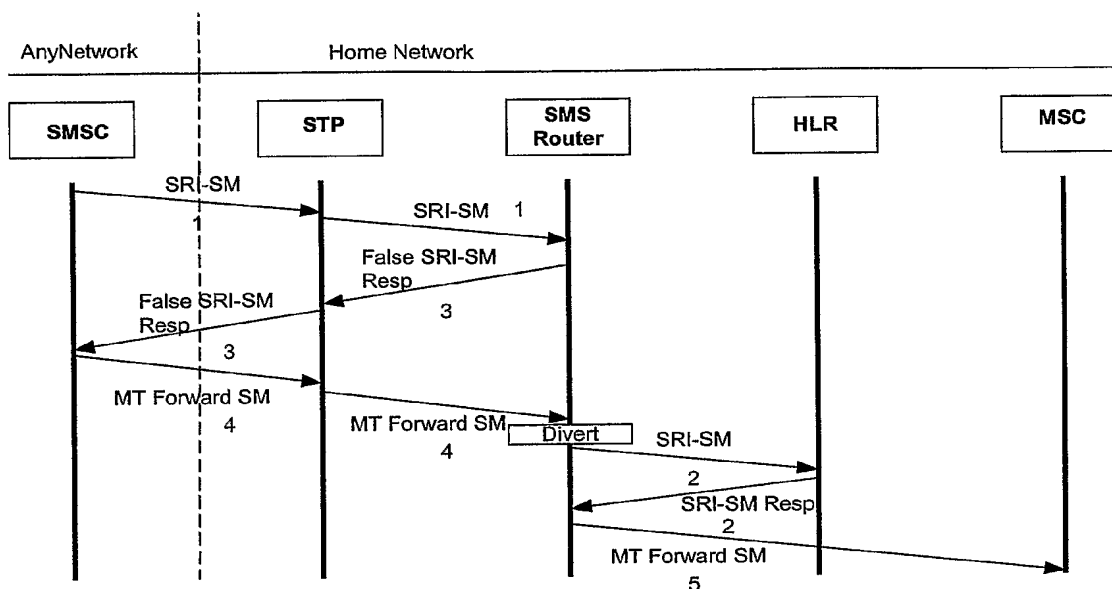 AnyNetwork
Home Network
SMSC
STP
SMS
Router
HLR
MSC
SRI-SM
1
SRI-SM
1
False SRI-SM
Resp
3
False SRI-SM
Resp
3
MT Forward SM
4
MT Forward SM
4
Divert
SRI-SM
2
SRI-SM Resp
2
MT Forward SM
5